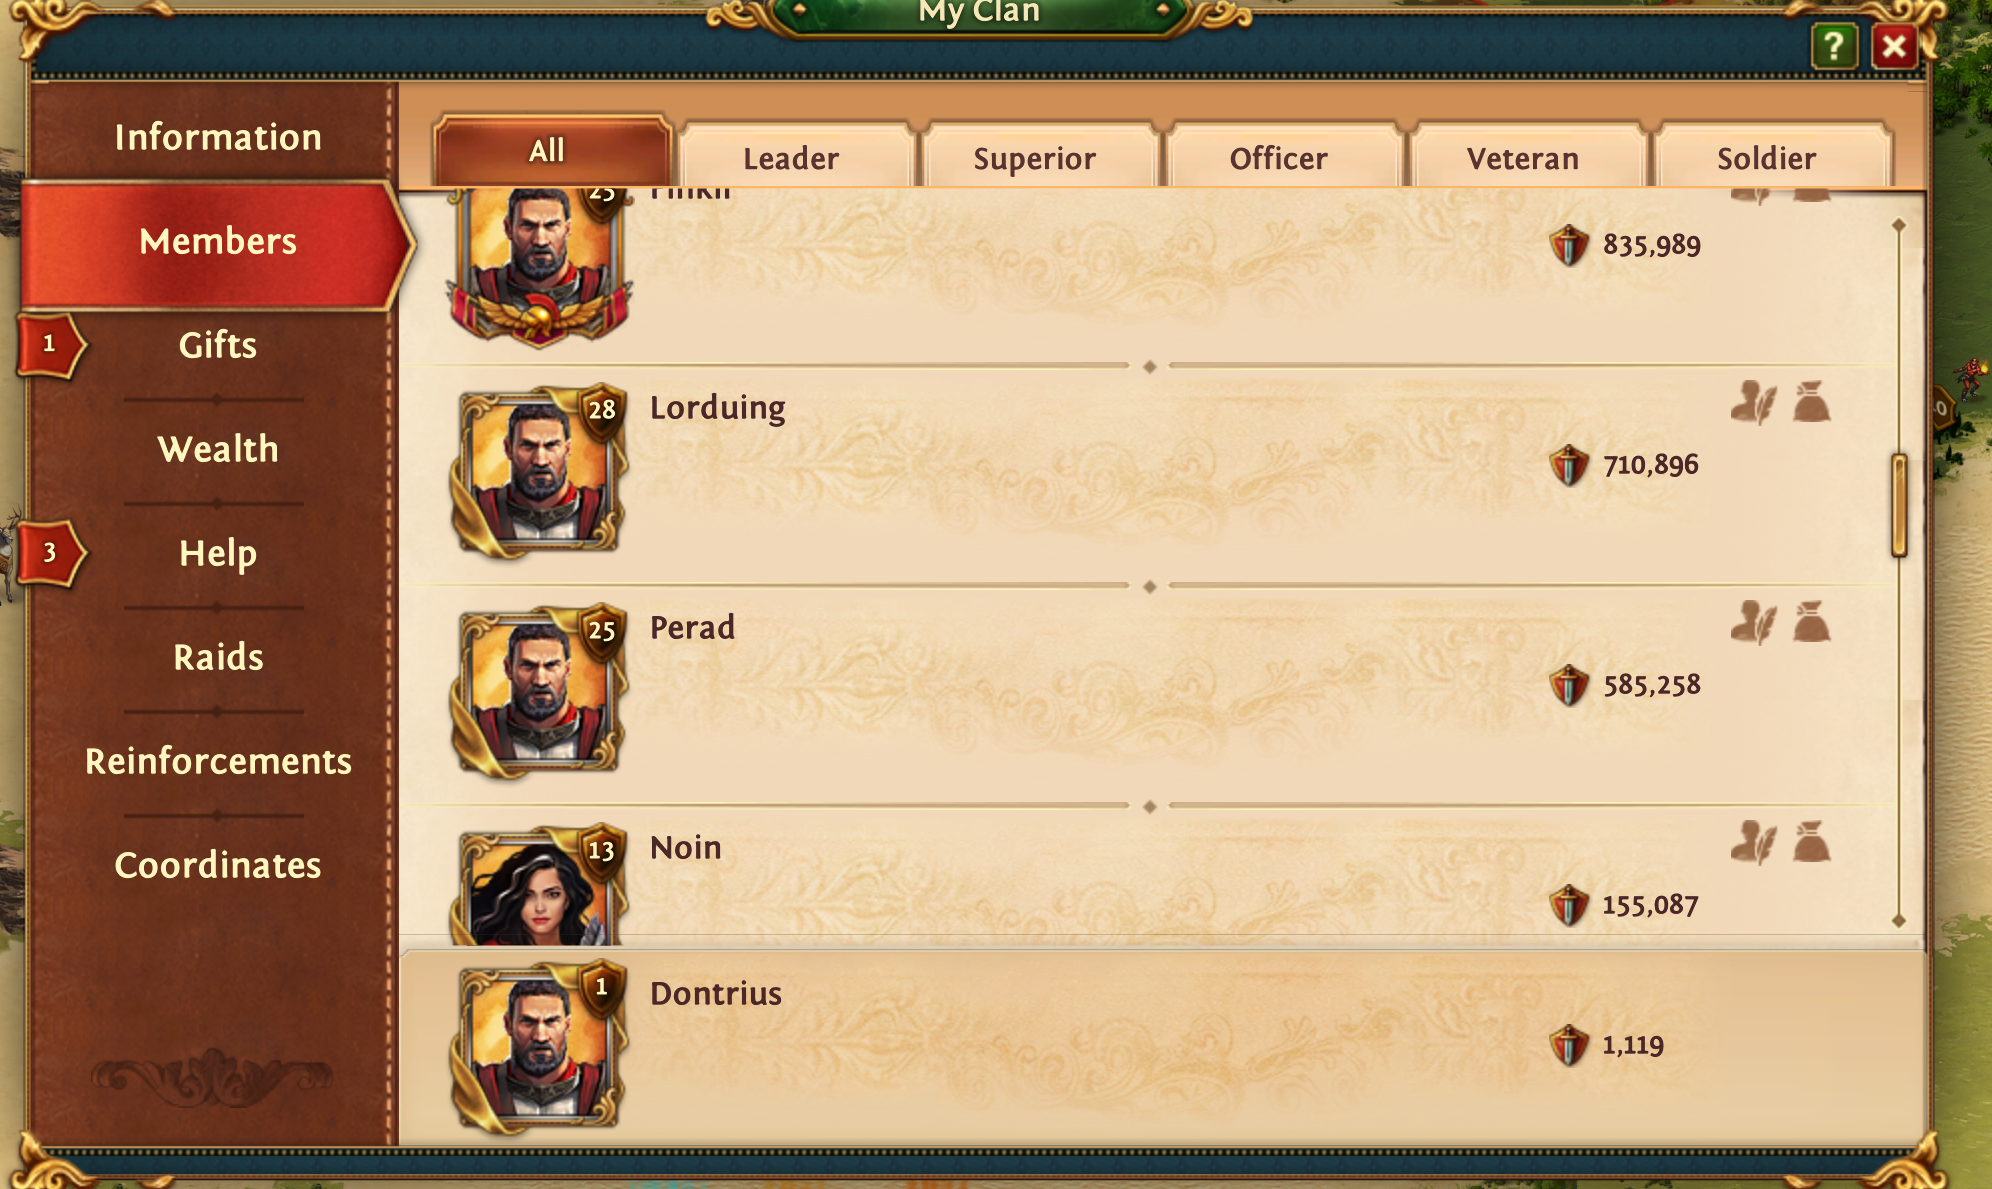 My Clan
?
Information
Members
1
Gifts
Wealth
3
Help
Raids
Reinforcements
Coordinates
All
Leader
Superior
Officer
Veteran
Soldier
25
835,989
28
Lorduing
710,896
25
Perad
585,258
13
Noin
155,087
1
Dontrius
1,119